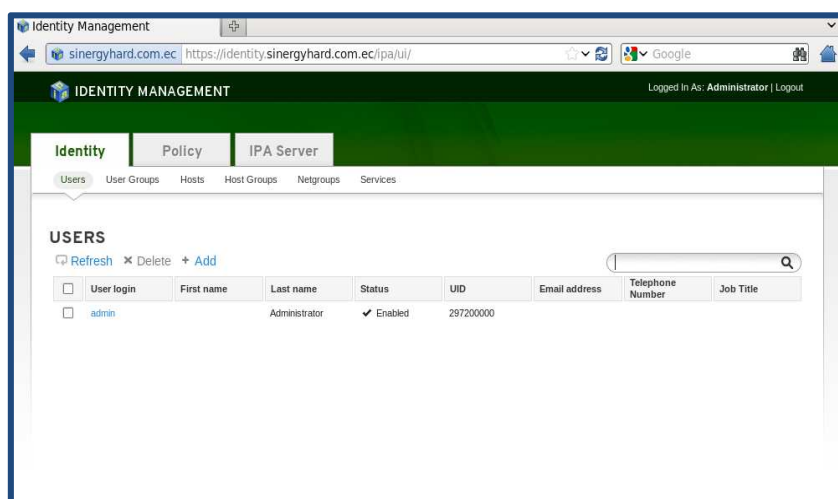 Identity Management
sinergyhard.com.ec https://identity.sinergyhard.com.ec/ipa/ui/ Google
IDENTITY MANAGEMENT Logged In As: Administrator | Logout
Identity Policy IPA Server
Users User Groups Hosts Host Groups Netgroups Services
USERS
Refresh Delete + Add
User login First name Last name Status UID Email address Telephone Number Job Title
admin Administrator Enabled 297200000